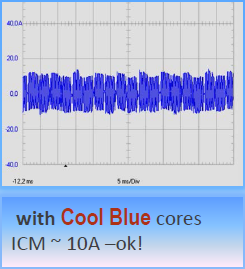 40.0A
20.0
0.0
-20.0
-40.0
-12.2 ms
5 ms/Div
with Cool Blue cores
ICM ~ 10A –ok!